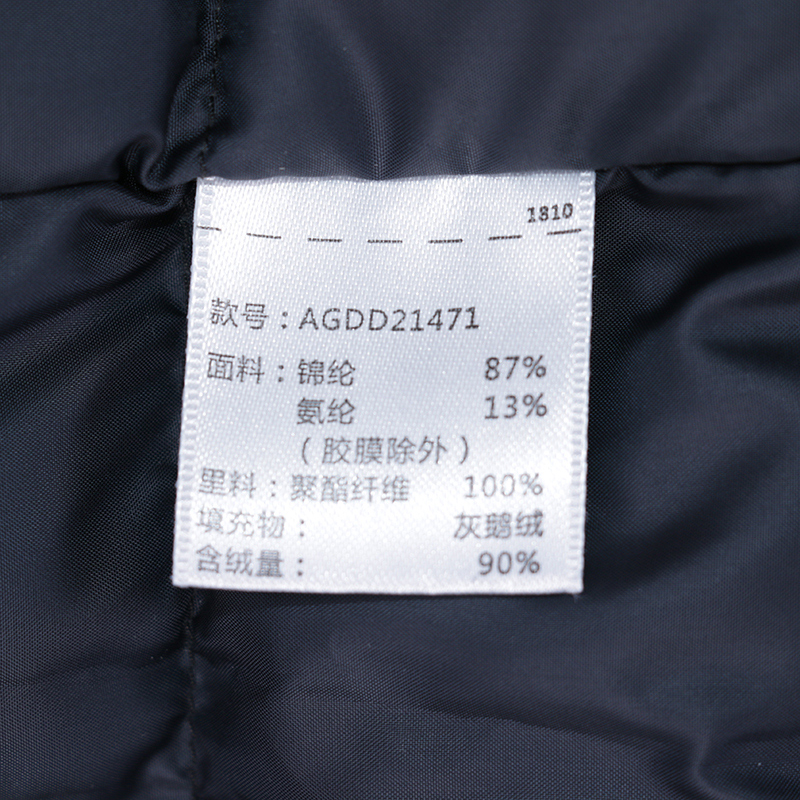 1810
款号：AGDD21471
面料：锦纶 87%
氨纶 13%
（胶膜除外）
里料：聚酯纤维 100%
填充物： 灰鹅绒
含绒量： 90%